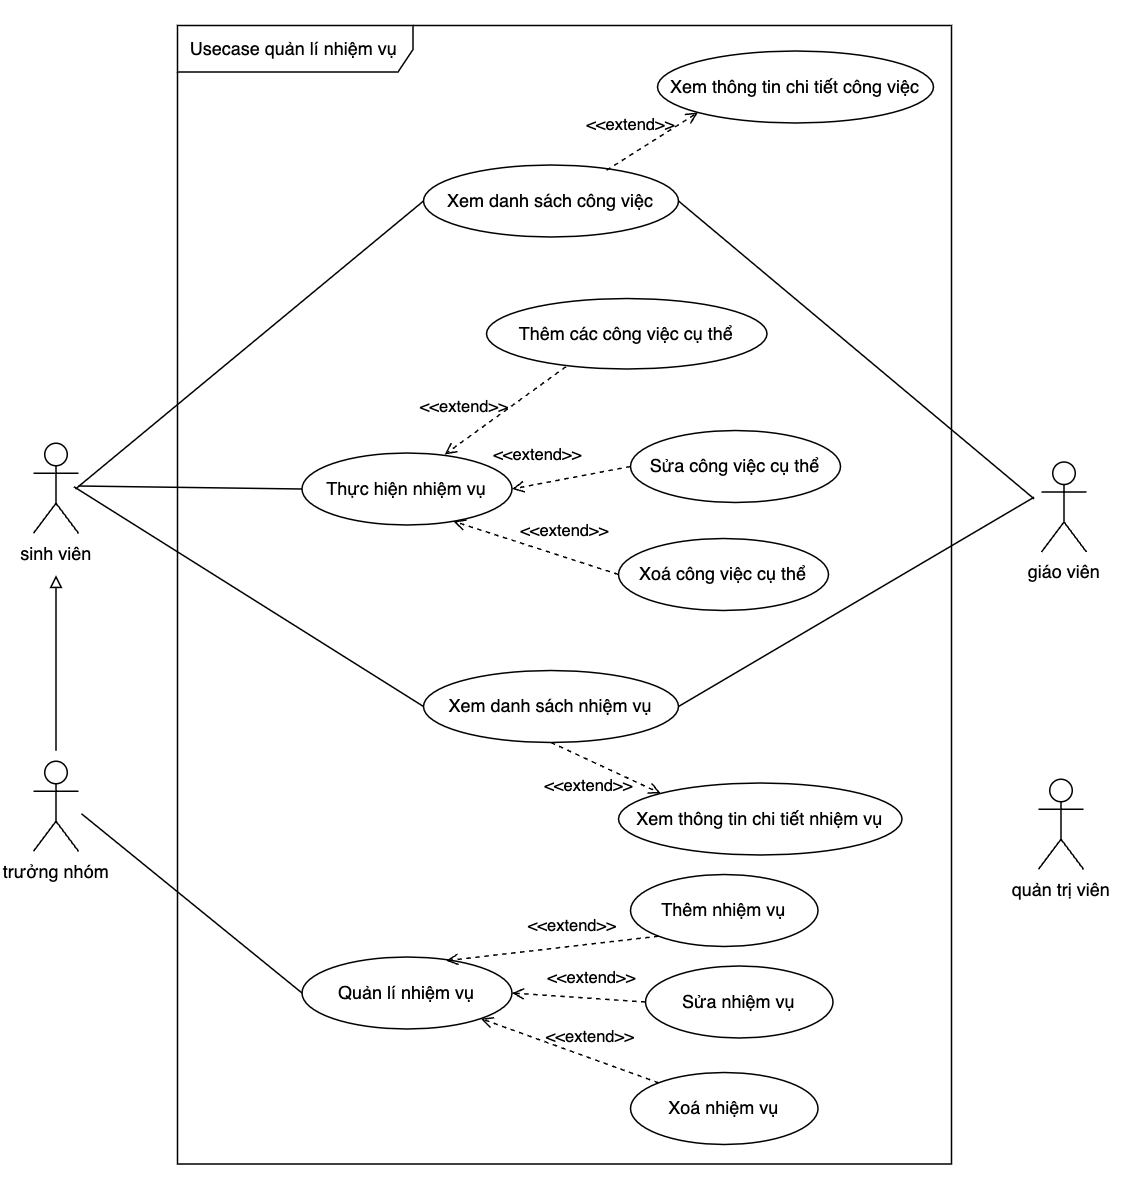 Usecase quản lí nhiệm vụ
Xem thông tin chi tiết công việc
<<extend>>
Xem danh sách công việc
Thêm các công việc cụ thể
<<extend>>
<<extend>>
Sửa công việc cụ thể
Thực hiện nhiệm vụ
<<extend>>
sinh viên
Xoá công việc cụ thể
giáo viên
Xem danh sách nhiệm vụ
<<extend>>
Xem thông tin chi tiết nhiệm vụ
trưởng nhóm
quản trị viên
Thêm nhiệm vụ
<<extend>>
<<extend>>
Quản lí nhiệm vụ
Sửa nhiệm vụ
<<extend>>
Xoá nhiệm vụ